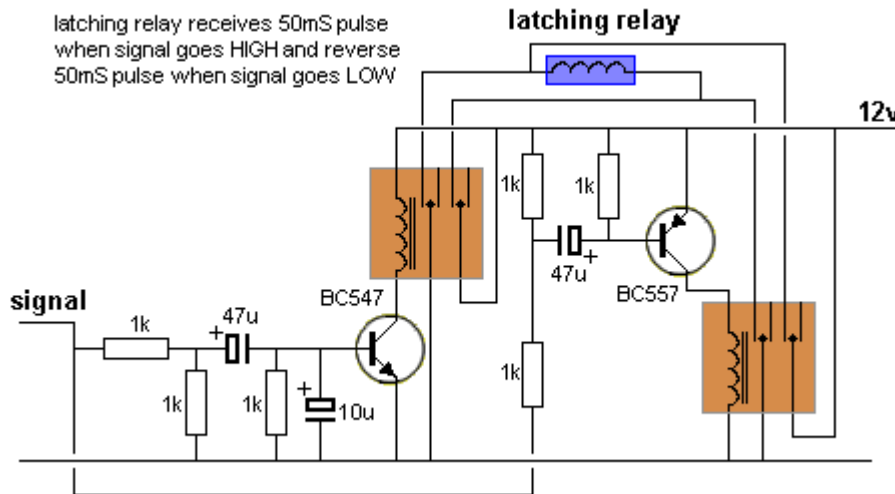 latching relay receives 50mS pulse
when signal goes HIGH and reverse
50mS pulse when signal goes LOW
latching relay
12v
1k
1k
47u
BC547
BC557
signal
1k
47u
1k
1k
1k
10u